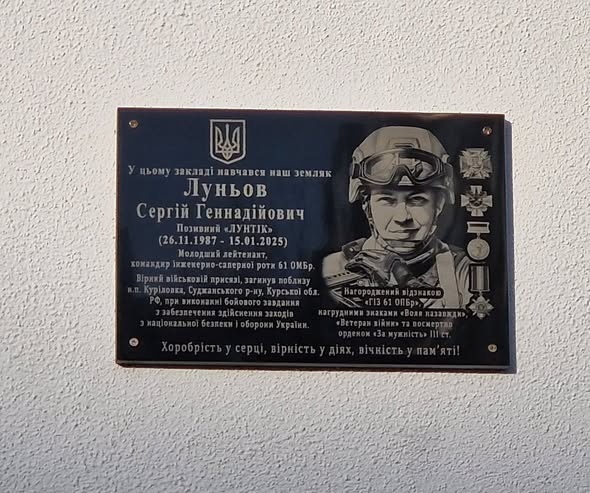 У цьому закладі навчався наш земляк
Луньов
Сергій Геннадійович
Позивний «ЛУНТІК»
(26.11.1987 - 15.01.2025)
Молодший лейтенант,
командир інженерно-саперної роти 61 ОМБр.
Вірний військовій присязі, загинув поблизу
н.п. Куріловка, Суджанського р-ну, Курської обл.
РФ, при виконанні бойового завдання
з забезпечення здійснення заходів
з національної безпеки і оборони України.
Нагороджений відзнакою
«ГІЗ 61 ОПБр»,
нагрудними знаками «Воля назавжди»,
«Ветеран війни» та посмертно
орденом «За мужність» III ст.
Хоробрість у серці, вірність у діях, вічність у пам'яті!